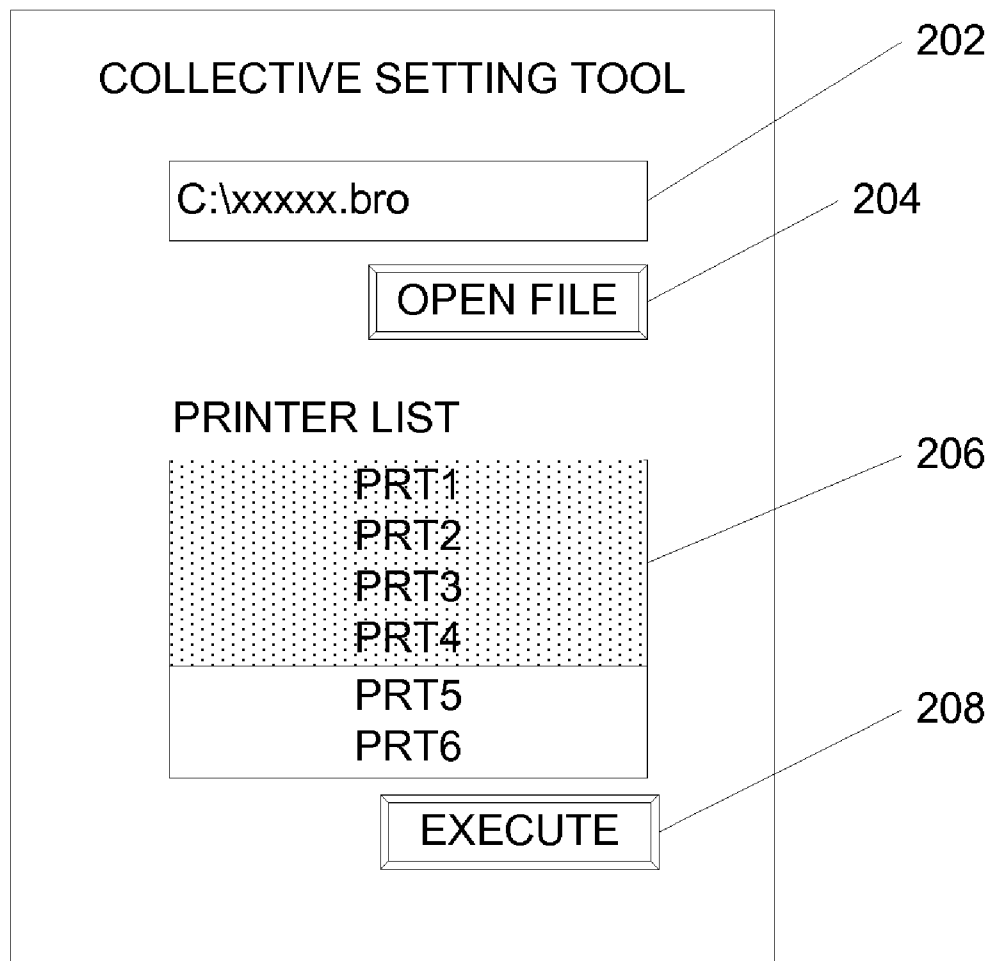 COLLECTIVE SETTING TOOL
202
C:\xxxxx.bro
204
OPEN FILE
PRINTER LIST
206
PRT1
PRT2
PRT3
PRT4
PRT5
PRT6
208
EXECUTE